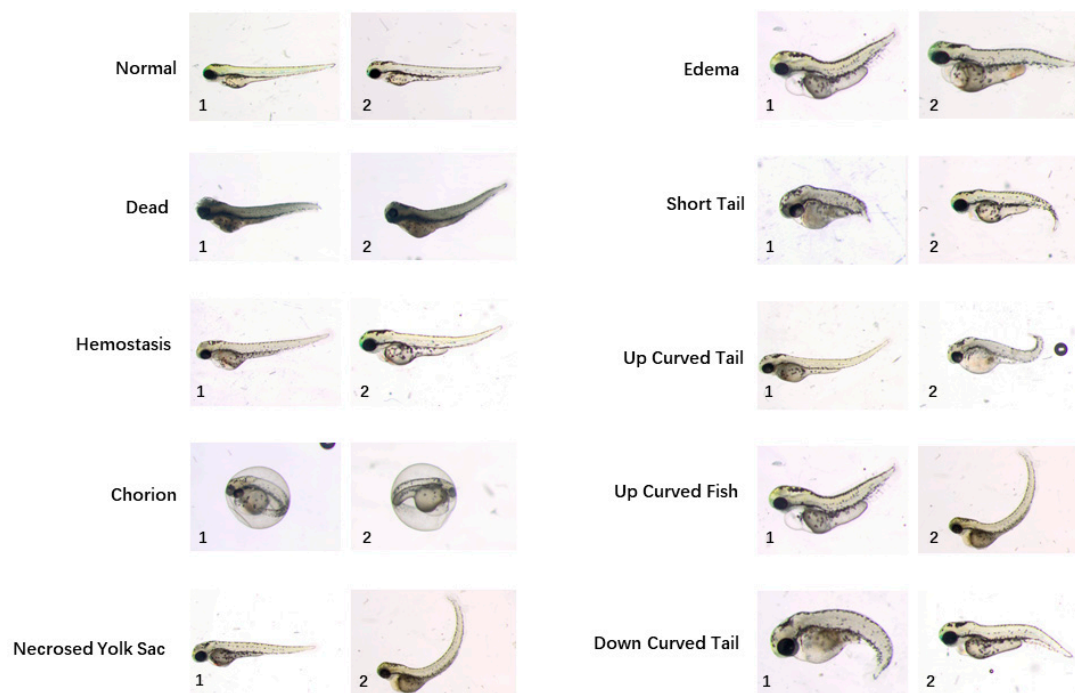 Normal
1
2
Edema
1
2
Dead
1
2
Short Tail
1
2
Hemostasis
1
2
Up Curved Tail
1
2
Chorion
1
2
Up Curved Fish
1
2
Necrosed Yolk Sac
1
2
Down Curved Tail
1
2